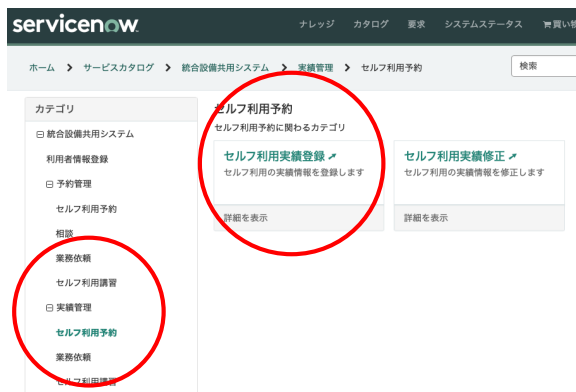 servicenow.
ナレッジ カタログ 要求 システムステータス 買い物
ホーム > サービスカタログ > 統合設備共用システム > 実績管理 > セルフ利用予約
検索
カテゴリ
統合設備共用システム
利用者情報登録
予約管理
セルフ利用予約
相談
業務依頼
セルフ利用講習
実績管理
セルフ利用予約
業務依頼
セルフ利用講習
セルフ利用予約
セルフ利用予約に関わるカテゴリ
セルフ利用実績登録
セルフ利用の実績情報を登録します
詳細を表示
セルフ利用実績修正
セルフ利用の実績情報を修正します
詳細を表示